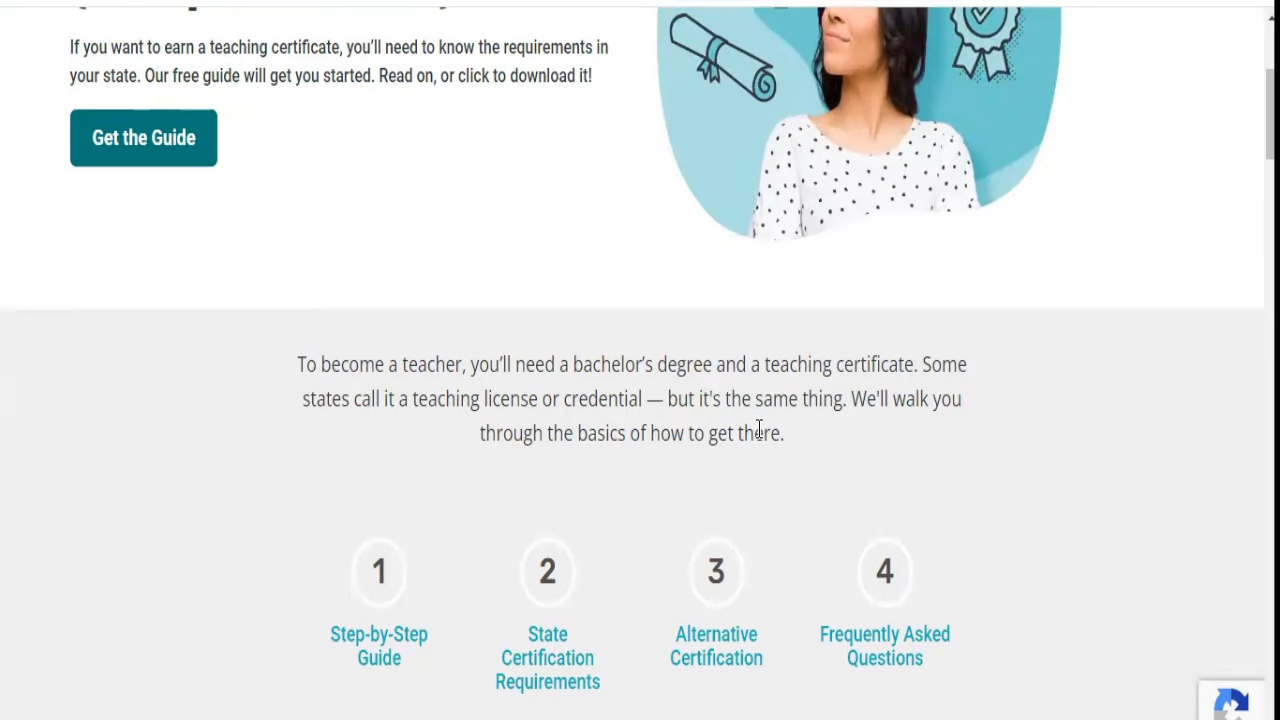 If you want to earn a teaching certificate, you’ll need to know the requirements in
your state. Our free guide will get you started. Read on, or click to download it!
Get the Guide
To become a teacher, you’ll need a bachelor’s degree and a teaching certificate. Some
states call it a teaching license or credential — but it's the same thing. We'll walk you
through the basics of how to get there.
1
2
3
4
Step-by-Step
Guide
State
Certification
Requirements
Alternative
Certification
Frequently Asked
Questions